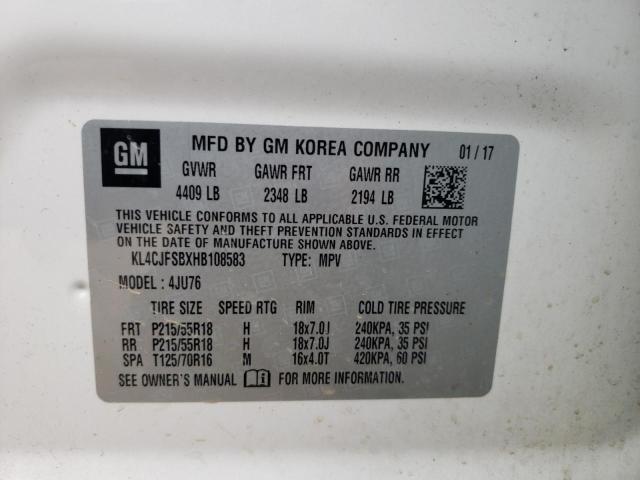 GM MFD BY GM KOREA COMPANY 01/17
GVWR GAWR FRT GAWR RR
4409 LB 2348 LB 2194 LB
THIS VEHICLE CONFORMS TO ALL APPLICABLE U.S. FEDERAL MOTOR
VEHICLE SAFETY AND THEFT PREVENTION STANDARDS IN EFFECT
ON THE DATE OF MANUFACTURE SHOWN ABOVE.
KL4CJFSBXHB108583 TYPE: MPV
MODEL : 4JU76
TIRE SIZE SPEED RTG RIM COLD TIRE PRESSURE
FRT P215/55R18 H 18x7.0J 240KPA, 35 PSI
RR P215/55R18 H 18x7.0J 240KPA, 35 PSI
SPA T125/70R16 M 16x4.0T 420KPA, 60 PSI
SEE OWNER'S MANUAL FOR MORE INFORMATION.